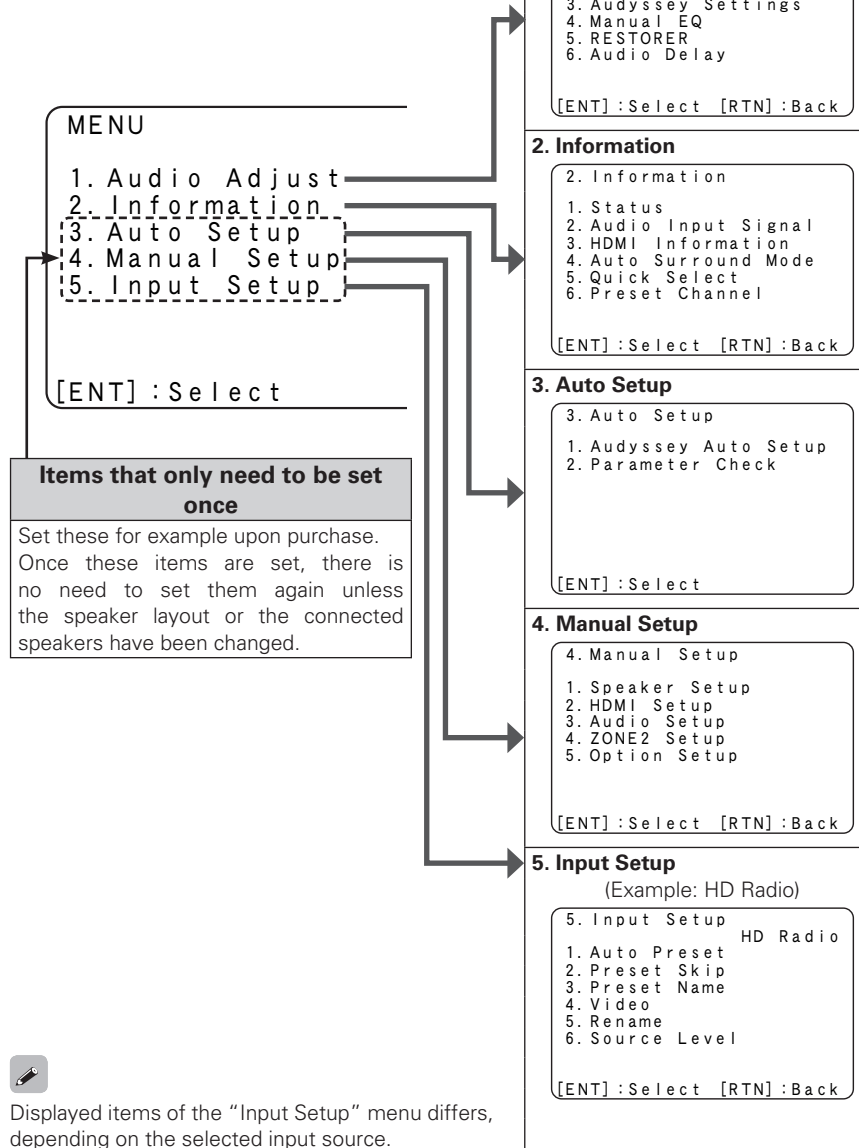 3. Audyssey Settings
4. Manual EQ
5. RESTORER
6. Audio Delay
[ENT]:Select [RTN]:Back
MENU
1. Audio Adjust
2. Information
3. Auto Setup
4. Manual Setup
5. Input Setup
[ENT]:Select
Items that only need to be set
once
Set these for example upon purchase.
Once these items are set, there is
no need to set them again unless
the speaker layout or the connected
speakers have been changed.
2. Information
2. Information
1. Status
2. Audio Input Signal
3. HDMI Information
4. Auto Surround Mode
5. Quick Select
6. Preset Channel
[ENT]:Select [RTN]:Back
3. Auto Setup
3. Auto Setup
1. Audyssey Auto Setup
2. Parameter Check
[ENT]:Select
4. Manual Setup
4. Manual Setup
1. Speaker Setup
2. HDMI Setup
3. Audio Setup
4. ZONE2 Setup
5. Option Setup
[ENT]:Select [RTN]:Back
5. Input Setup
(Example: HD Radio)
5. Input Setup
HD Radio
1. Auto Preset
2. Preset Skip
3. Preset Name
4. Video
5. Rename
6. Source Level
[ENT]:Select [RTN]:Back
Displayed items of the “Input Setup” menu differs,
depending on the selected input source.